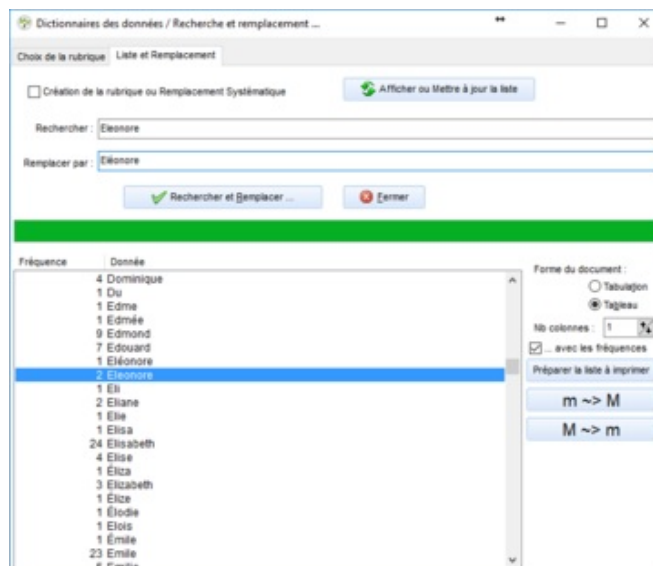 Dictionnaires des données / Recherche et remplacement ...
Choix de la rubrique
Liste et Remplacement
Création de la rubrique ou Remplacement Systématique
Afficher ou Mettre à jour la liste
Rechercher : Eleonore
Remplacer par : Eléonore
Rechercher et Remplacer ...
Fermer
Fréquence Donnée
4 Dominique
1 Du
1 Edme
1 Edmée
9 Edmond
7 Edouard
1 Eléonore
2 Eleonore
1 Eli
2 Eliane
1 Elie
1 Elisa
24 Elisabeth
4 Elise
1 Éliza
3 Elizabeth
1 Élize
1 Élodie
1 Elois
1 Émile
23 Emile
5 Emilie
Forme du document :
Tabulation
Tableau
Nb colonnes : 1
... avec les fréquences
Préparer la liste à imprimer
m ~> M
M ~> m